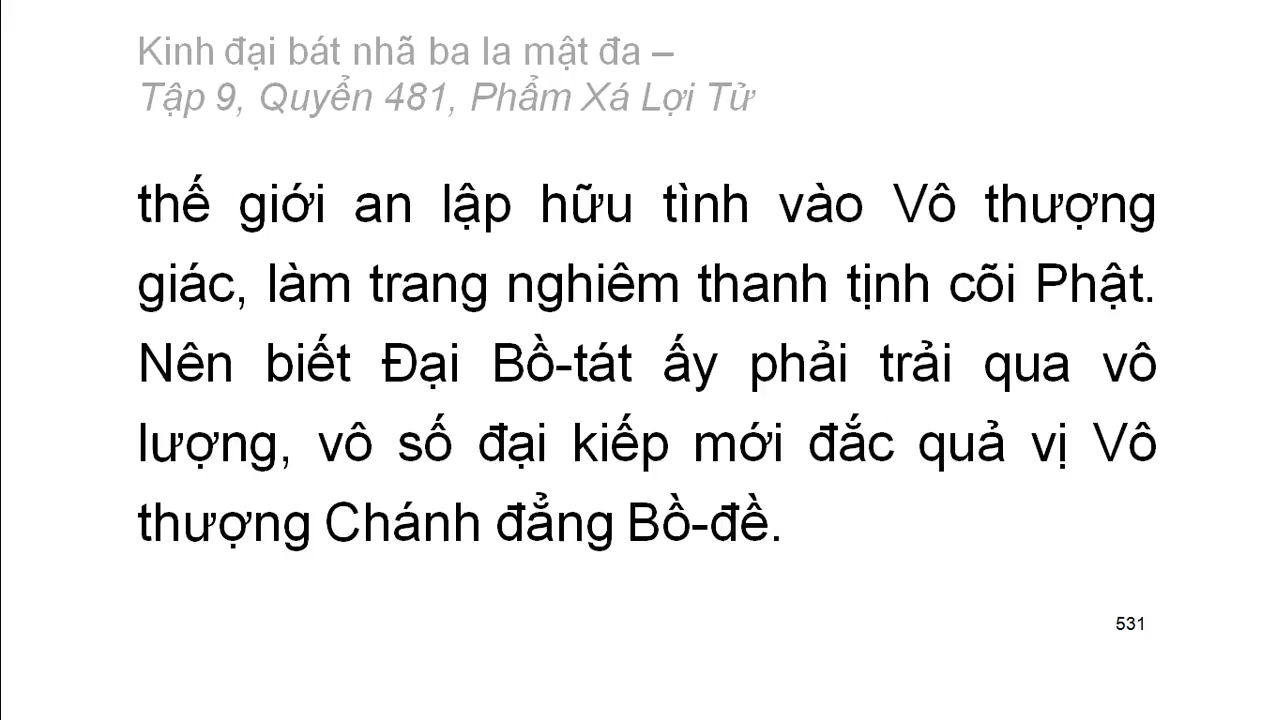 Kinh đại bát nhã ba la mật đa –
Tập 9, Quyển 481, Phẩm Xá Lợi Tử
thế giới an lập hữu tình vào Vô thượng
giác, làm trang nghiêm thanh tịnh cõi Phật.
Nên biết Đại Bồ-tát ấy phải trải qua vô
lượng, vô số đại kiếp mới đắc quả vị Vô
thượng Chánh đẳng Bồ-đề.
531